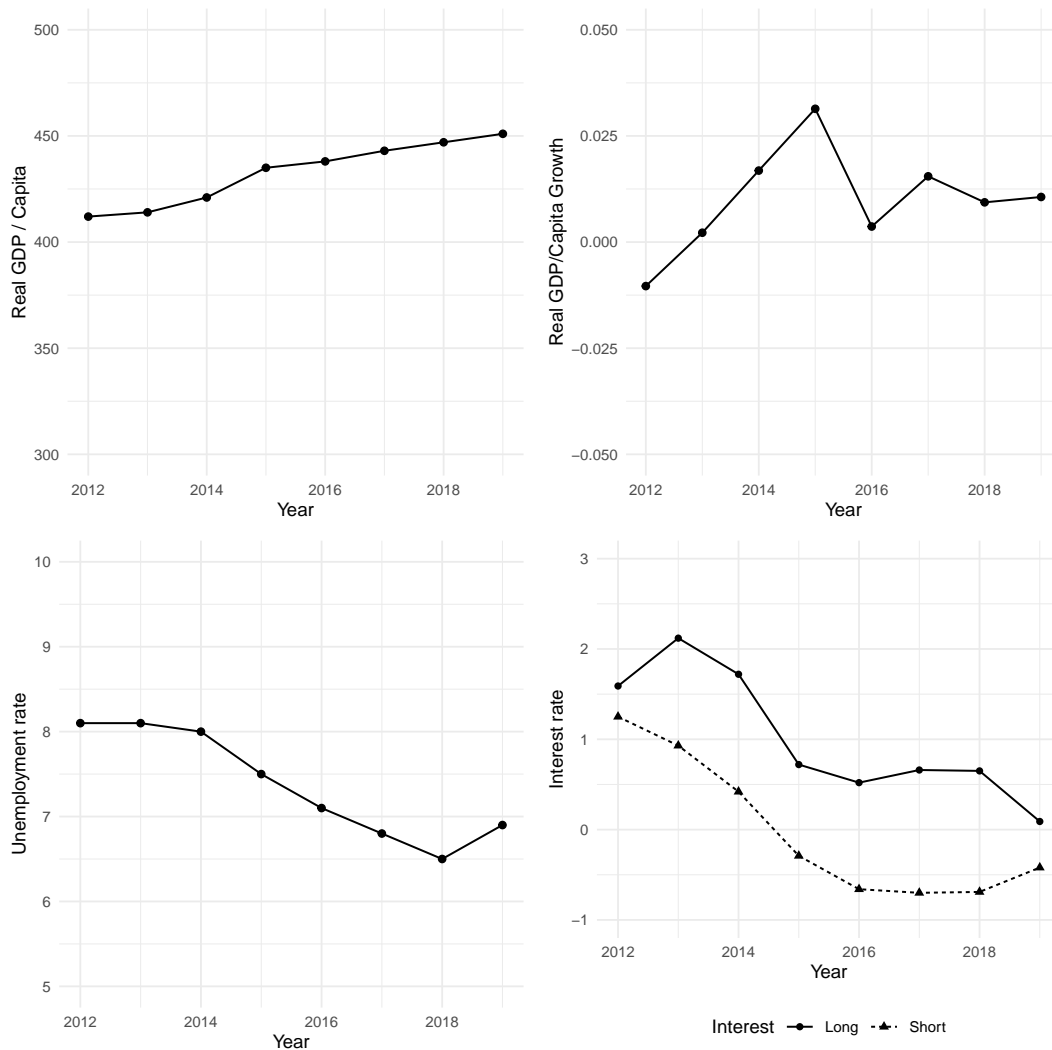 500
450
400
350
300
Real GDP / Capita
2012 2014 2016 2018
Year
0.050
0.025
0.000
−0.025
−0.050
Real GDP/Capita Growth
2012 2014 2016 2018
Year
10
9
8
7
6
5
Unemployment rate
2012 2014 2016 2018
Year
3
2
1
0
−1
Interest rate
2012 2014 2016 2018
Year
Interest Long Short